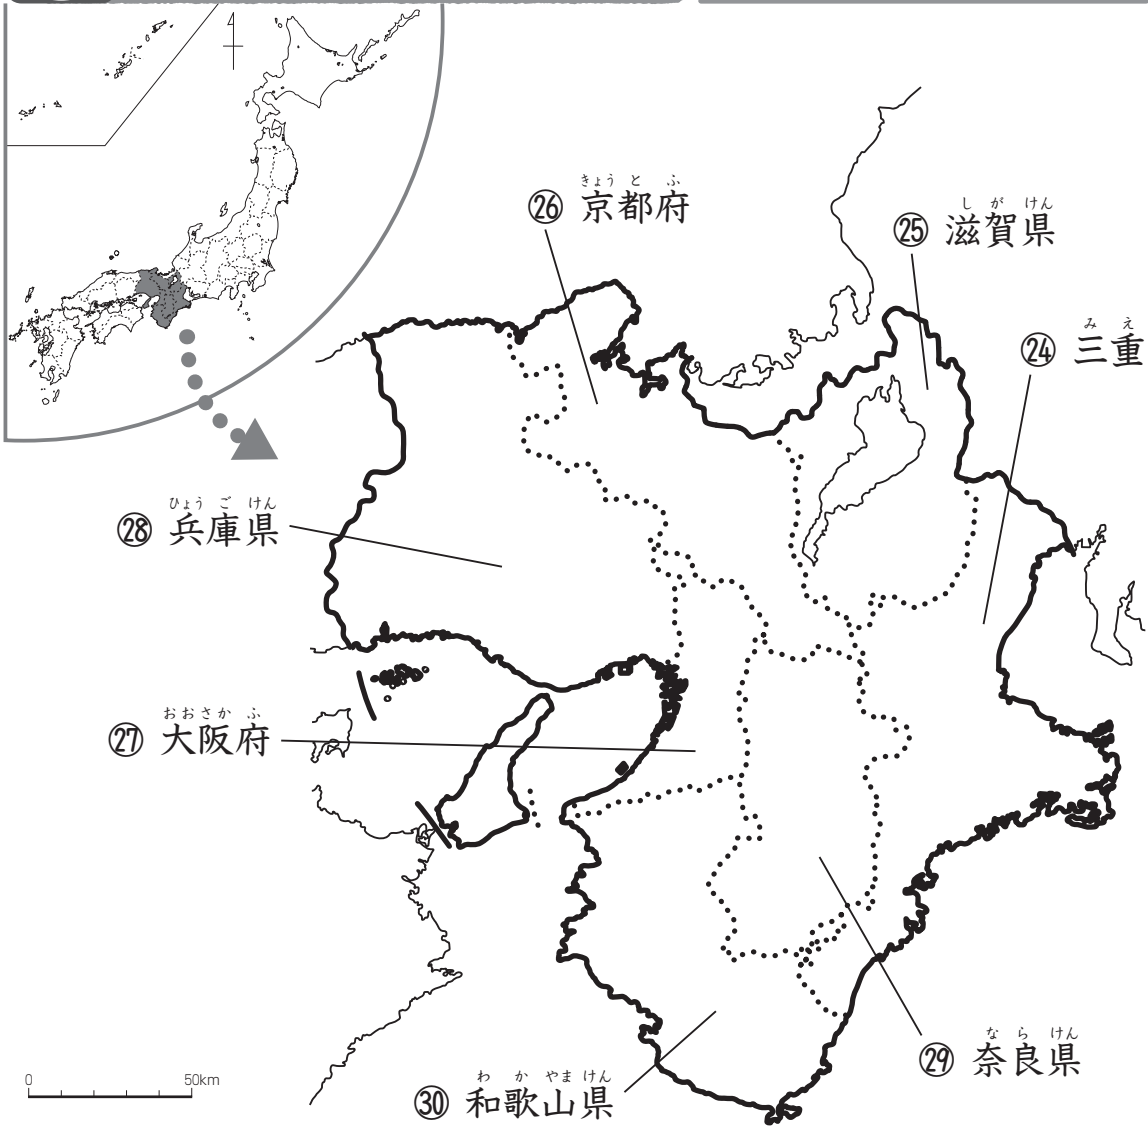 きょう と ふ
㉖ 京都府
し が けん
㉕ 滋賀県
み え
㉔ 三重
ひょう ご けん
㉘ 兵庫県
おおさか ふ
㉗ 大阪府
な ら けん
㉙ 奈良県
わ か やま けん
㉚ 和歌山県
0 50km